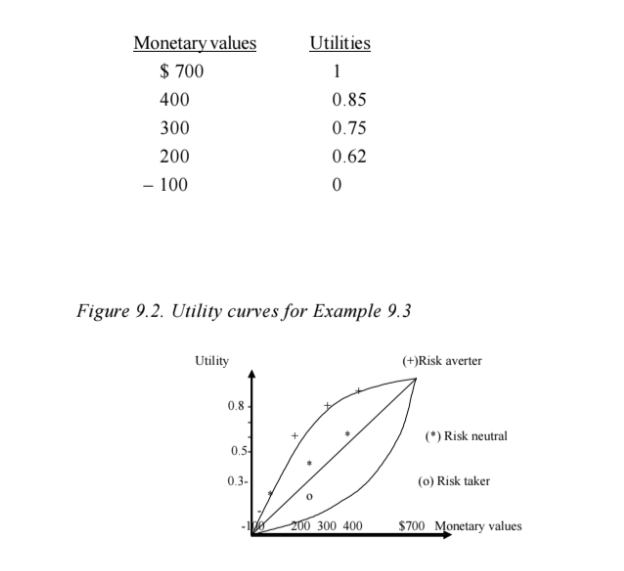 Monetary values Utilities
$ 700 1
400 0.85
300 0.75
200 0.62
– 100 0
Figure 9.2. Utility curves for Example 9.3
Utility (+)Risk averter
0.8
(*) Risk neutral
0.5
0.3 (o) Risk taker
-100 200 300 400 $700 Monetary values